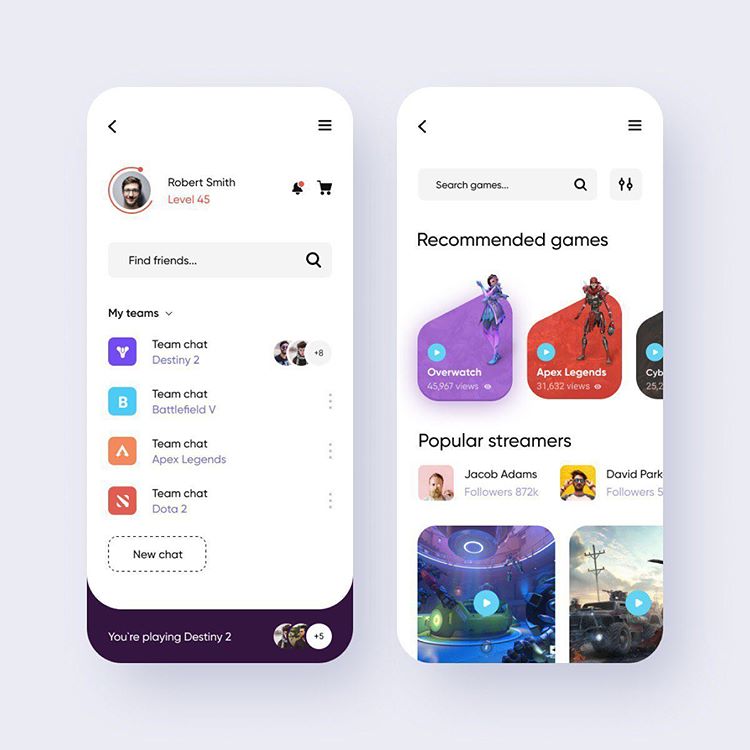 Robert Smith
Level 45
Find friends...
My teams
Team chat
Destiny 2
+8
B
Team chat
Battlefield V
Team chat
Apex Legends
Team chat
Dota 2
New chat
You're playing Destiny 2
+5
Search games...
Recommended games
Overwatch
45,967 views
Apex Legends
31,632 views
Cyb
25,2
Popular streamers
Jacob Adams
Followers 872k
David Park
Followers 5